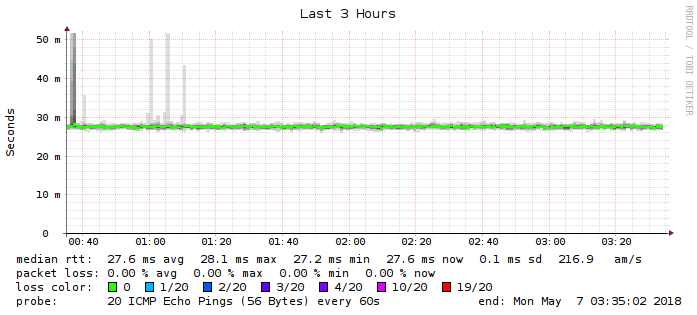 Last 3 Hours
RRDTOOL / TOBI OETIKER
Seconds
50 m
40 m
30 m
20 m
10 m
0
00:40 01:00 01:20 01:40 02:00 02:20 02:40 03:00 03:20
median rtt: 27.6 ms avg 28.1 ms max 27.2 ms min 27.6 ms now 0.1 ms sd 216.9 am/s
packet loss: 0.00 % avg 0.00 % max 0.00 % min 0.00 % now
loss color: 0 1/20 2/20 3/20 4/20 10/20 19/20
probe: 20 ICMP Echo Pings (56 Bytes) every 60s end: Mon May 7 03:35:02 2018